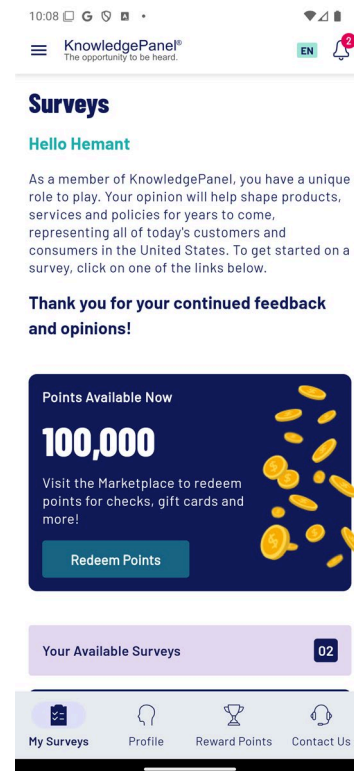 10:08
KnowledgePanel®
The opportunity to be heard.
EN
2
Surveys
Hello Hemant
As a member of KnowledgePanel, you have a unique
role to play. Your opinion will help shape products,
services and policies for years to come,
representing all of today's customers and
consumers in the United States. To get started on a
survey, click on one of the links below.
Thank you for your continued feedback
and opinions!
Points Available Now
100,000
Visit the Marketplace to redeem
points for checks, gift cards and
more!
Redeem Points
Your Available Surveys
02
My Surveys
Profile
Reward Points
Contact Us